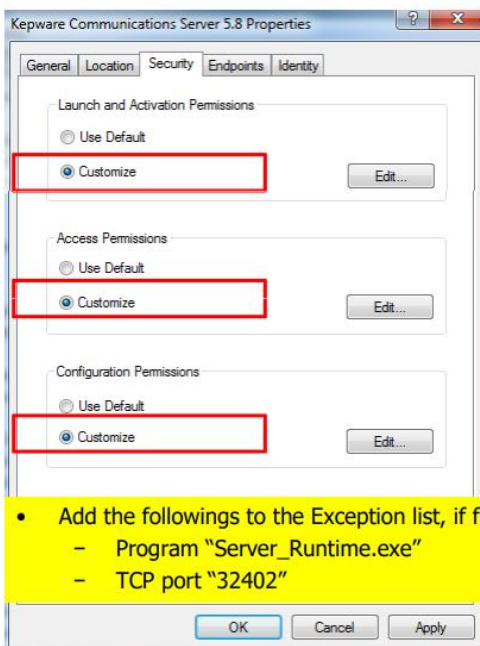 Kepware Communications Server 5.8 Properties
General Location Security Endpoints Identity
Launch and Activation Permissions
Use Default
Customize
Edit...
Access Permissions
Use Default
Customize
Edit...
Configuration Permissions
Use Default
Customize
Edit...
• Add the followings to the Exception list, if f
– Program “Server_Runtime.exe”
– TCP port “32402”
OK Cancel Apply